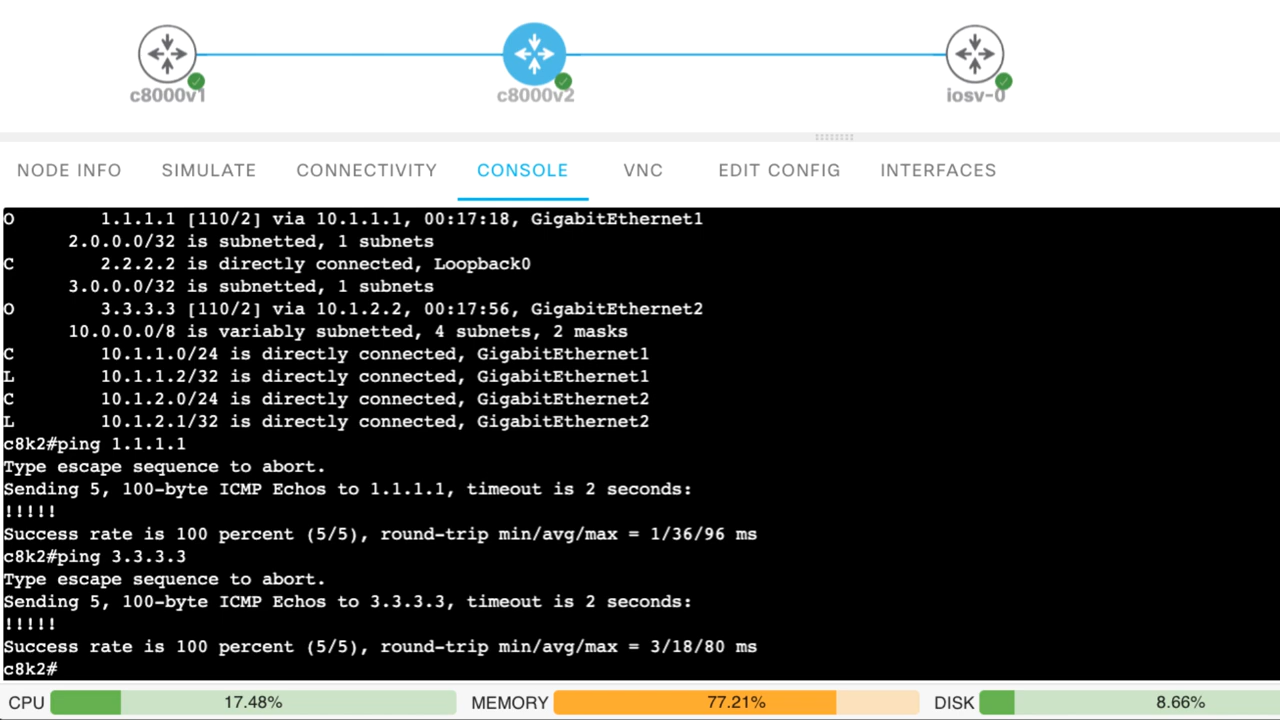 c8000v1
c8000v2
iosv-0
NODE INFO SIMULATE CONNECTIVITY CONSOLE VNC EDIT CONFIG INTERFACES
O 1.1.1.1 [110/2] via 10.1.1.1, 00:17:18, GigabitEthernet1
2.0.0.0/32 is subnetted, 1 subnets
C 2.2.2.2 is directly connected, Loopback0
3.0.0.0/32 is subnetted, 1 subnets
O 3.3.3.3 [110/2] via 10.1.2.2, 00:17:56, GigabitEthernet2
10.0.0.0/8 is variably subnetted, 4 subnets, 2 masks
C 10.1.1.0/24 is directly connected, GigabitEthernet1
L 10.1.1.2/32 is directly connected, GigabitEthernet1
C 10.1.2.0/24 is directly connected, GigabitEthernet2
L 10.1.2.1/32 is directly connected, GigabitEthernet2
c8k2#ping 1.1.1.1
Type escape sequence to abort.
Sending 5, 100-byte ICMP Echos to 1.1.1.1, timeout is 2 seconds:
!!!!!
Success rate is 100 percent (5/5), round-trip min/avg/max = 1/36/96 ms
c8k2#ping 3.3.3.3
Type escape sequence to abort.
Sending 5, 100-byte ICMP Echos to 3.3.3.3, timeout is 2 seconds:
!!!!!
Success rate is 100 percent (5/5), round-trip min/avg/max = 3/18/80 ms
c8k2#
CPU 17.48% MEMORY 77.21% DISK 8.66%